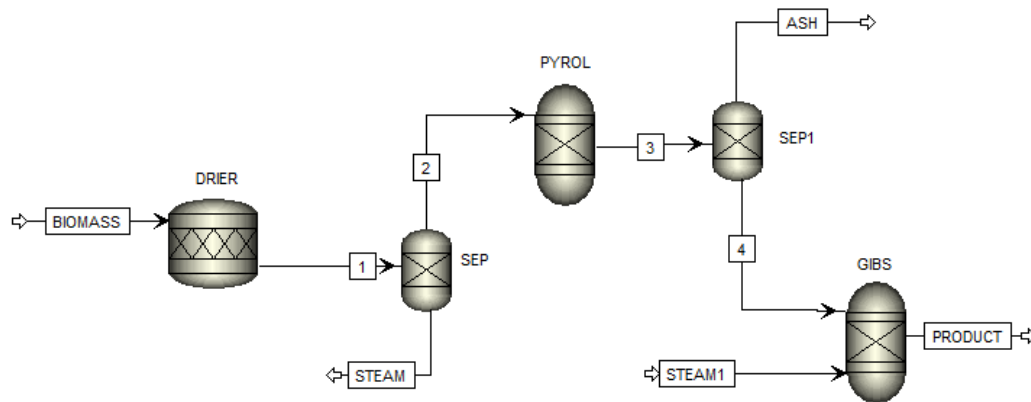 ASH
PYROL
SEP1
3
2
DRIER
BIOMASS
1
SEP
4
GIBS
PRODUCT
STEAM
STEAM1